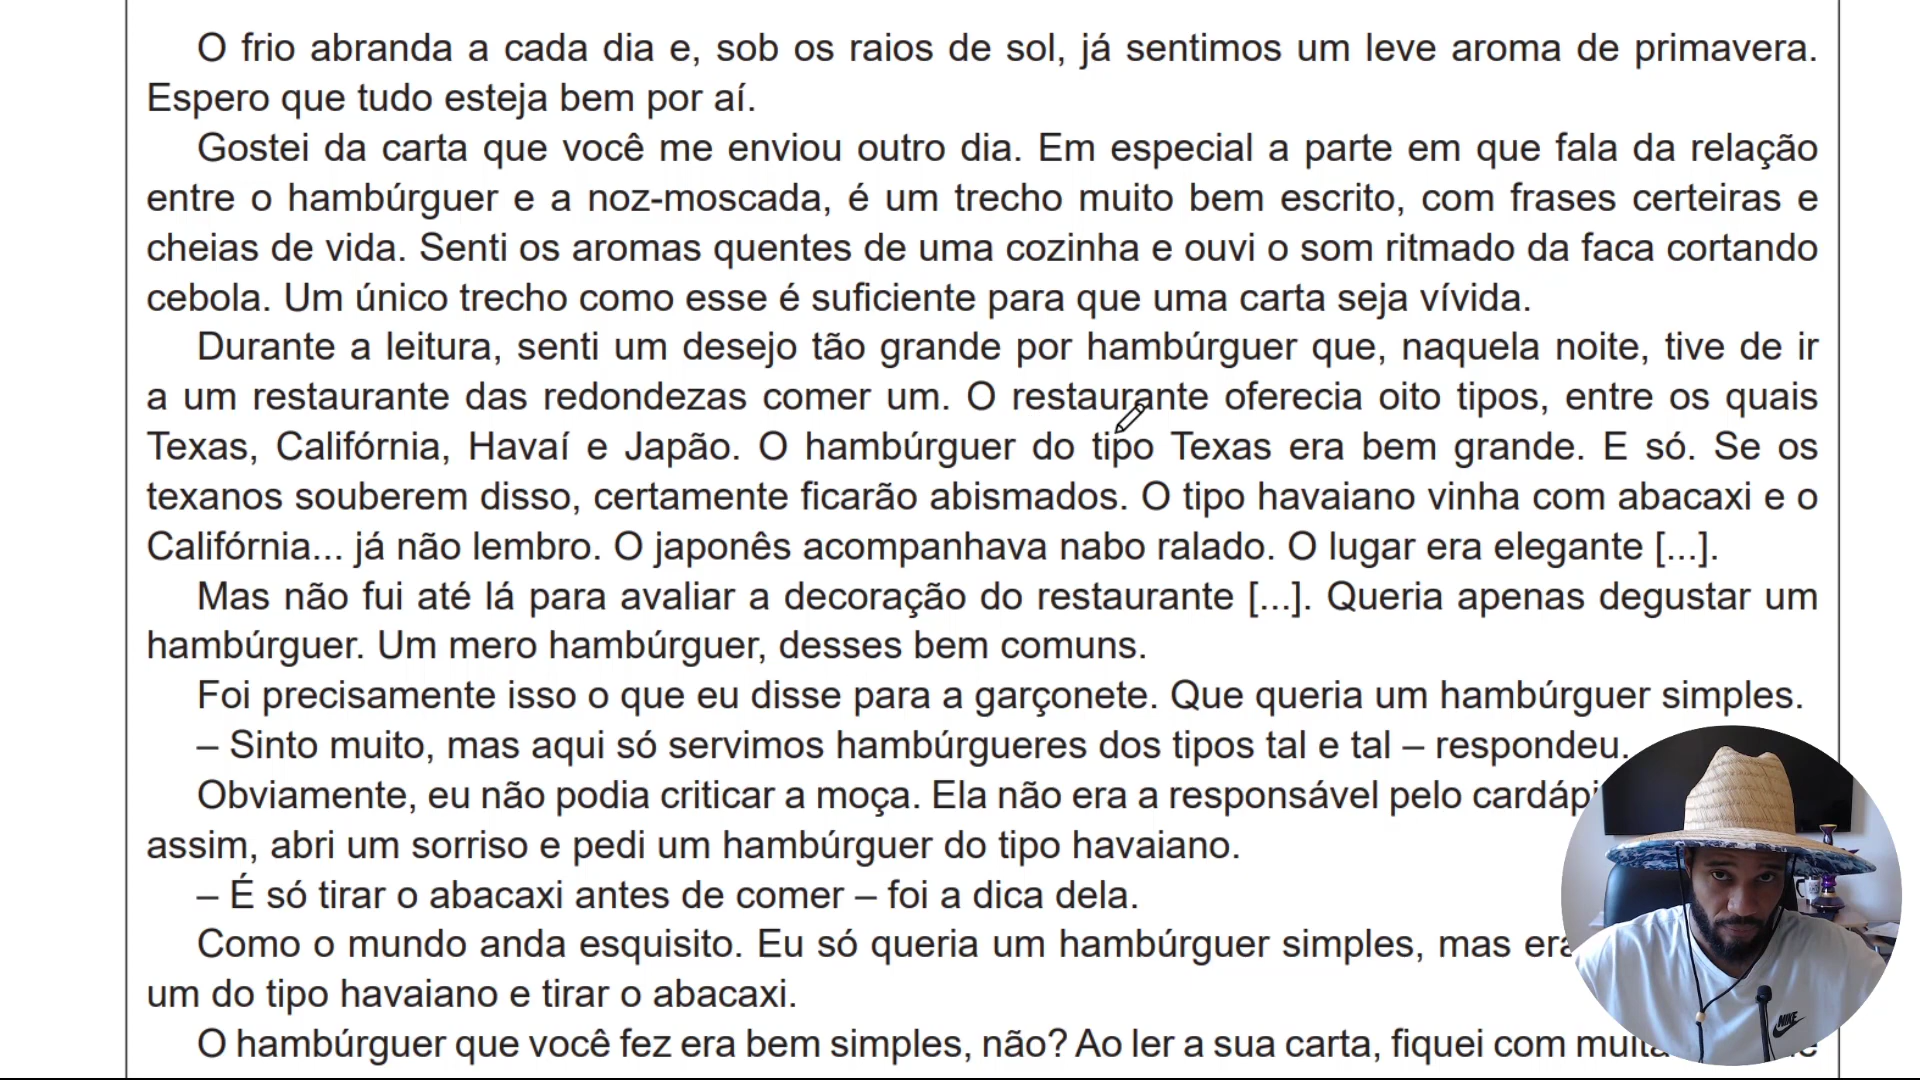 O frio abranda a cada dia e, sob os raios de sol, já sentimos um leve aroma de primavera.
Espero que tudo esteja bem por aí.
Gostei da carta que você me enviou outro dia. Em especial a parte em que fala da relação
entre o hambúrguer e a noz-moscada, é um trecho muito bem escrito, com frases certeiras e
cheias de vida. Senti os aromas quentes de uma cozinha e ouvi o som ritmado da faca cortando
cebola. Um único trecho como esse é suficiente para que uma carta seja vívida.
Durante a leitura, senti um desejo tão grande por hambúrguer que, naquela noite, tive de ir
a um restaurante das redondezas comer um. O restaurante oferecia oito tipos, entre os quais
Texas, Califórnia, Havaí e Japão. O hambúrguer do tipo Texas era bem grande. E só. Se os
texanos souberem disso, certamente ficarão abismados. O tipo havaiano vinha com abacaxi e o
Califórnia... já não lembro. O japonês acompanhava nabo ralado. O lugar era elegante [...].
Mas não fui até lá para avaliar a decoração do restaurante [...]. Queria apenas degustar um
hambúrguer. Um mero hambúrguer, desses bem comuns.
Foi precisamente isso o que eu disse para a garçonete. Que queria um hambúrguer simples.
– Sinto muito, mas aqui só servimos hambúrgueres dos tipos tal e tal – respondeu.
Obviamente, eu não podia criticar a moça. Ela não era a responsável pelo
assim, abri um sorriso e pedi um hambúrguer do tipo havaiano.
– É só tirar o abacaxi antes de comer – foi a dica dela.
Como o mundo anda esquisito. Eu só queria um hambúrguer simples, mas
um do tipo havaiano e tirar o abacaxi.
O hambúrguer que você fez era bem simples, não? Ao ler a sua carta, fiquei com
NIKE